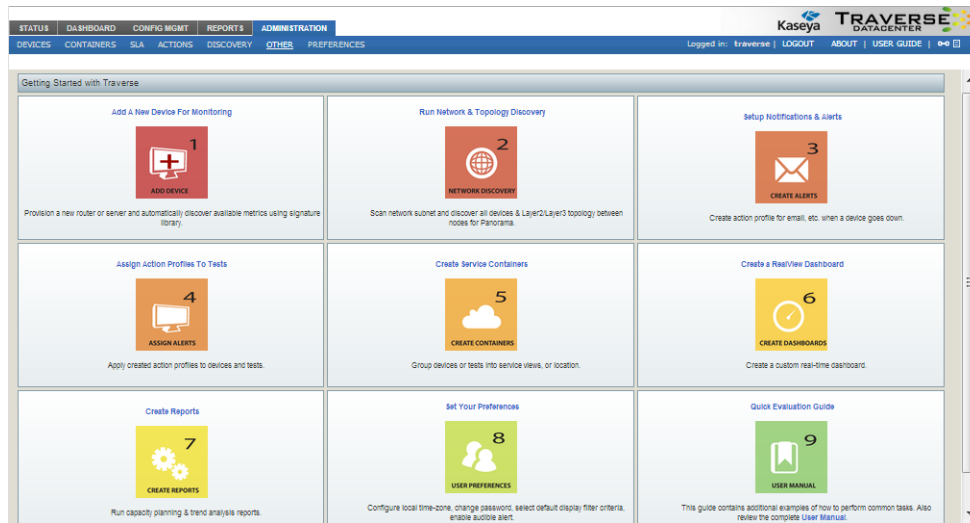 STATUS DASHBOARD CONFIG MGMT REPORTS ADMINISTRATION
Kaseya TRAVERSE
DATACENTER
DEVICES CONTAINERS SLA ACTIONS DISCOVERY OTHER PREFERENCES
Logged in: traverse | LOGOUT ABOUT | USER GUIDE |
Getting Started with Traverse
Add A New Device For Monitoring
1
ADD DEVICE
Provision a new router or server and automatically discover available metrics using signature
library.
Run Network & Topology Discovery
2
NETWORK DISCOVERY
Scan network subnet and discover all devices & Layer2/Layer3 topology between
nodes for Panorama.
Setup Notifications & Alerts
3
CREATE ALERTS
Create action profile for email, etc. when a device goes down.
Assign Action Profiles To Tests
4
ASSIGN ALERTS
Apply created action profiles to devices and tests.
Create Service Containers
5
CREATE CONTAINERS
Group devices or tests into service views, or location.
Create a RealView Dashboard
6
CREATE DASHBOARDS
Create a custom real-time dashboard.
Create Reports
7
CREATE REPORTS
Run capacity planning & trend analysis reports.
Set Your Preferences
8
USER PREFERENCES
Configure local time-zone, change password, select default display filter criteria,
enable audible alert.
Quick Evaluation Guide
9
USER MANUAL
This guide contains additional examples of how to perform common tasks. Also
review the complete User Manual.